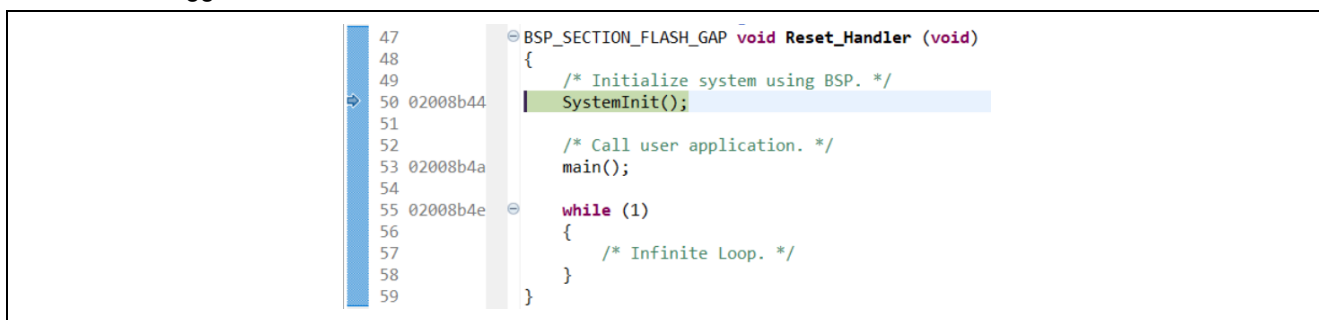 47 BSP_SECTION_FLASH_GAP void Reset_Handler (void)
48 {
49 /* Initialize system using BSP. */
50 02008b44 SystemInit();
51
52 /* Call user application. */
53 02008b4a main();
54
55 02008b4e while (1)
56 {
57 /* Infinite Loop. */
58 }
59 }